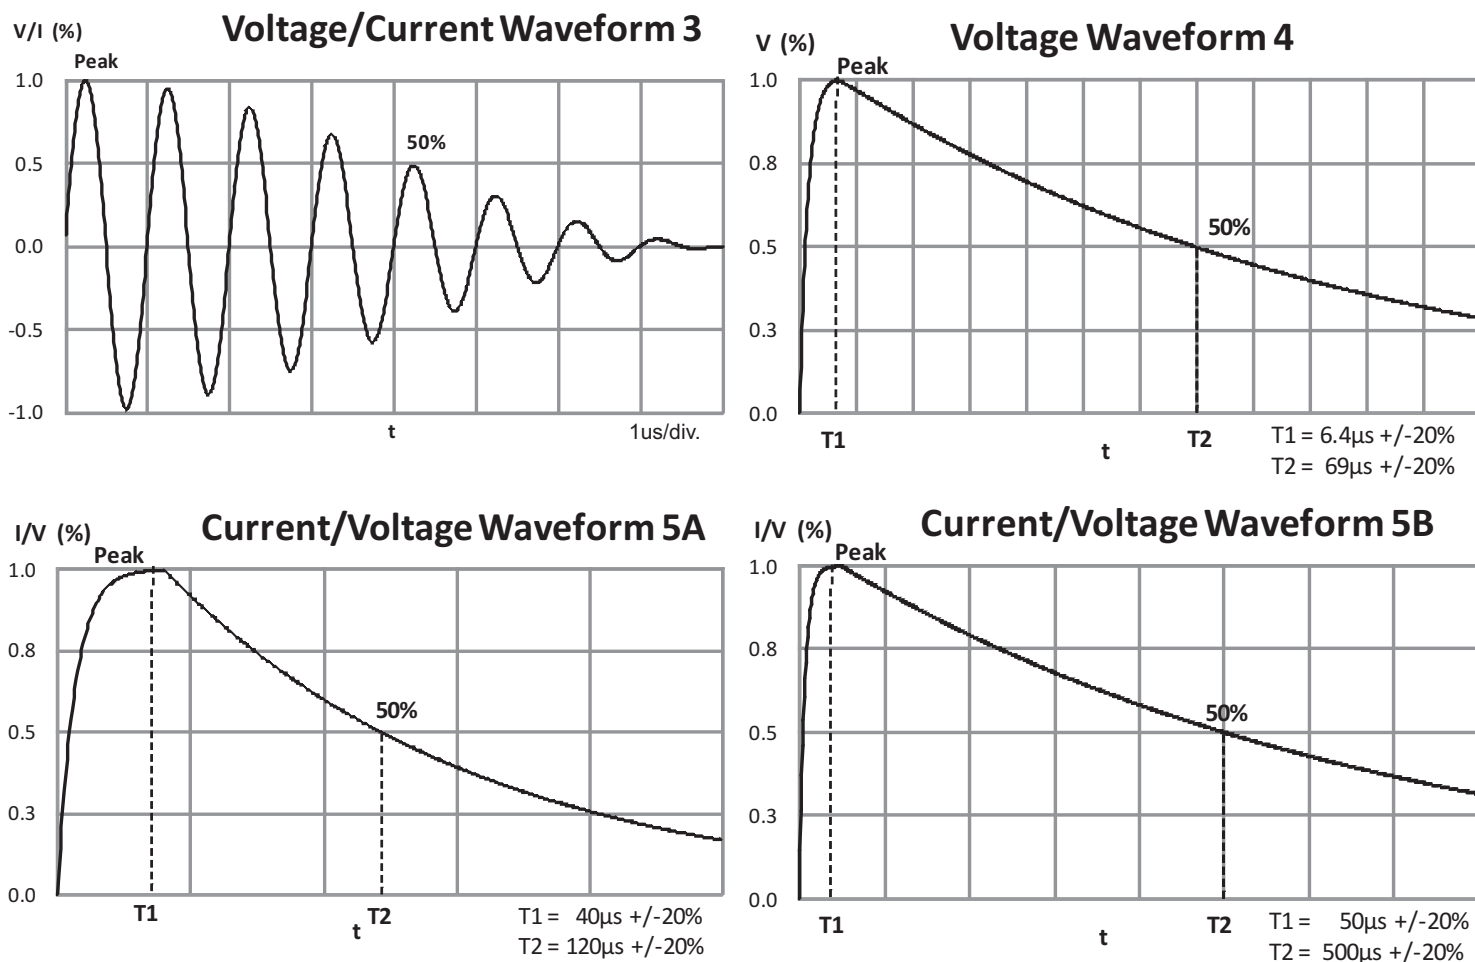 Voltage/Current Waveform 3
V/I (%)
Peak
1.0
0.5
0.0
-0.5
-1.0
50%
t
1us/div.
Voltage Waveform 4
V (%)
Peak
1.0
0.8
0.5
0.3
0.0
50%
T1
T2
t
T1 = 6.4µs +/-20%
T2 = 69µs +/-20%
Current/Voltage Waveform 5A
I/V (%)
Peak
1.0
0.8
0.5
0.3
0.0
50%
T1
T2
t
T1 = 40µs +/-20%
T2 = 120µs +/-20%
Current/Voltage Waveform 5B
I/V (%)
Peak
1.0
0.8
0.5
0.3
0.0
50%
T1
T2
t
T1 = 50µs +/-20%
T2 = 500µs +/-20%